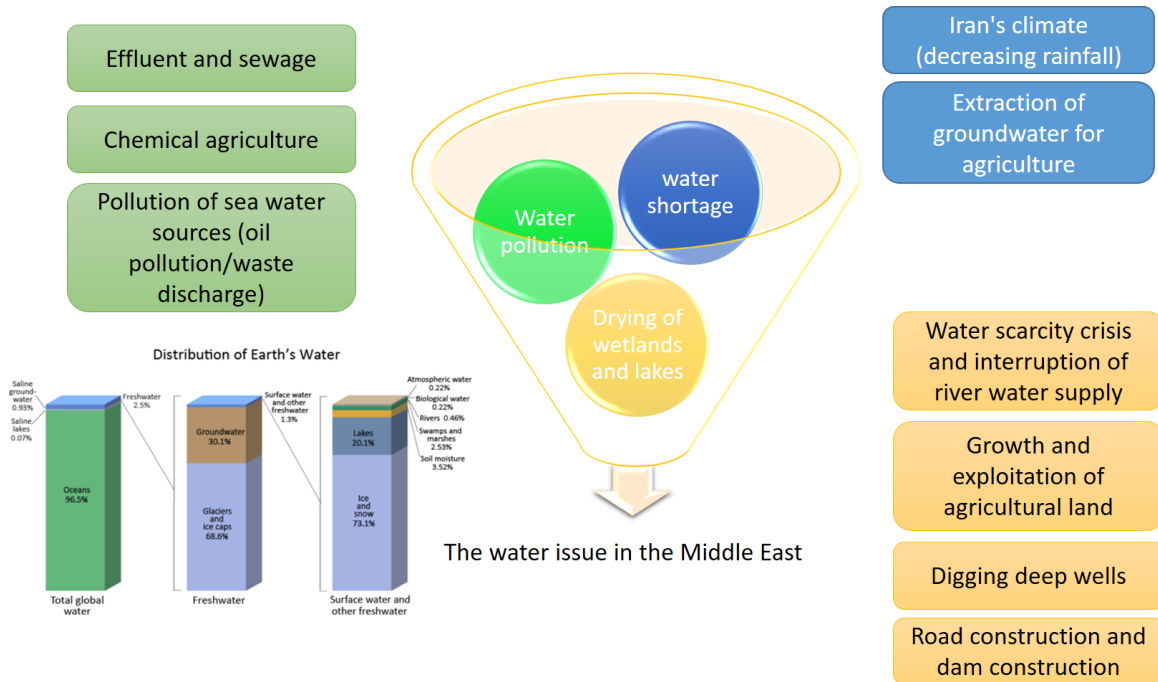 Effluent and sewage
Chemical agriculture
Pollution of sea water
sources (oil
pollution/waste
discharge)
Iran's climate
(decreasing rainfall)
Extraction of
groundwater for
agriculture
water
shortage
Water
pollution
Drying of
wetlands
and lakes
The water issue in the Middle East
Water scarcity crisis
and interruption of
river water supply
Growth and
exploitation of
agricultural land
Digging deep wells
Road construction and
dam construction
Distribution of Earth's Water
Saline
ground-
water
0.93%
Saline
lakes
0.07%
Oceans
96.5%
Total global
water
Freshwater
2.5%
Groundwater
30.1%
Glaciers
and
ice caps
68.6%
Freshwater
Surface water
and other
freshwater
1.3%
Lakes
20.1%
Ice
and
snow
73.1%
Atmospheric water
0.22%
Biological water
0.22%
Rivers 0.46%
Swamps and
marshes
2.53%
Soil moisture
3.52%
Surface water and
other freshwater